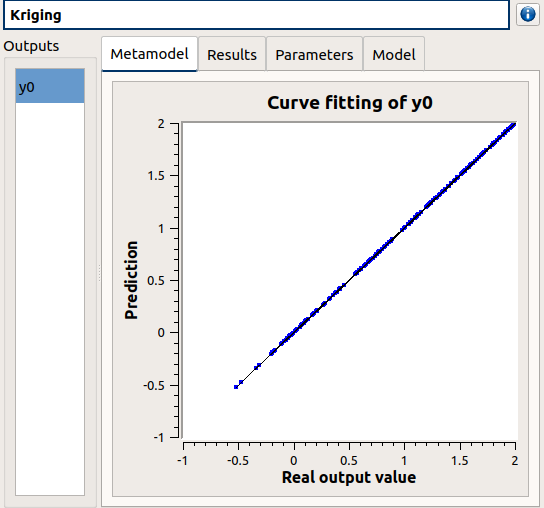 Kriging
Outputs
y0
Metamodel Results Parameters Model
Curve fitting of y0
Prediction
2
1.5
1
0.5
0
-0.5
-1
-1 -0.5 0 0.5 1 1.5 2
Real output value